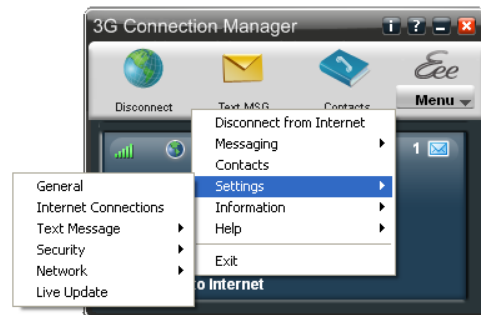 3G Connection Manager
Eee
Disconnect
Text MSG
Contacts
Menu
Disconnect from Internet
Messaging
1
Contacts
General
Settings
Internet Connections
Information
Text Message
Help
Security
Exit
Network
to Internet
Live Update